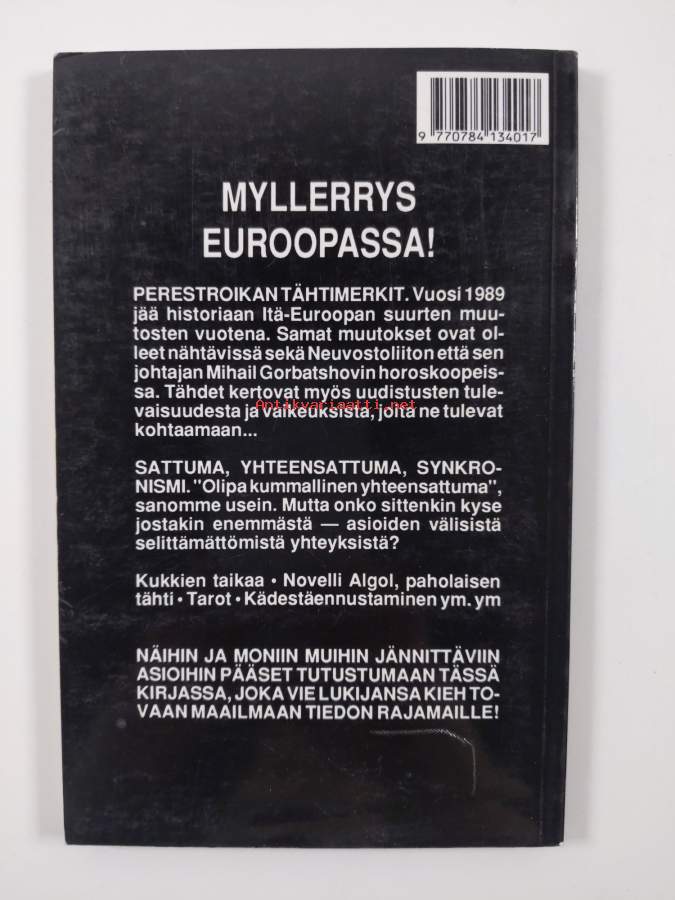 9 770784 134017
MYLLERRYS
EUROOPASSA!
PERESTROIKAN TÄHTIMERKIT. Vuosi 1989
jää historiaan Itä-Euroopan suurten muu-
tosten vuotena. Samat muutokset ovat ol-
leet nähtävissä sekä Neuvostoliiton että sen
johtajan Mihail Gorbatshovin horoskoopeis-
sa. Tähdet kertovat myös uudistusten tule-
vaisuudesta ja vaikeuksista, joita ne tulevat
Antikvariaatti.net
kohtaamaan...
SATTUMA, YHTEENSATTUMA, SYNKRO-
NISMI. "Olipa kummallinen yhteensattuma",
sanomme usein. Mutta onko sittenkin kyse
jostakin enemmästä — asioiden välisistä
selittämättömistä yhteyksistä?
Kukkien taikaa • Novelli Algol, paholaisen
tähti • Tarot • Kädestäennustaminen ym. ym
NÄIHIN JA MONIIN MUIHIN JÄNNITTÄVIIN
ASIOIHIN PÄÄSET TUTUSTUMAAN TÄSSÄ
KIRJASSA, JOKA VIE LUKIJANSA KIEHTO-
VAAN MAAILMAAN TIEDON RAJAMAILLE!